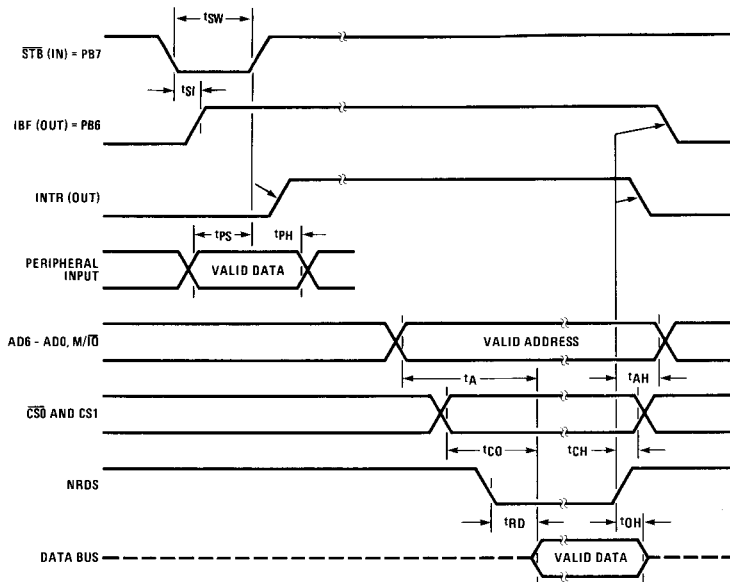 tSW
STB (IN) = PB7
tSI
IBF (OUT) = PB6
INTR (OUT)
tPS
tPH
PERIPHERAL
INPUT
VALID DATA
AD6 - AD0, M/IO
VALID ADDRESS
tA
tAH
CS0 AND CS1
tCO
tCH
NRDS
tRD
tOH
DATA BUS
VALID DATA